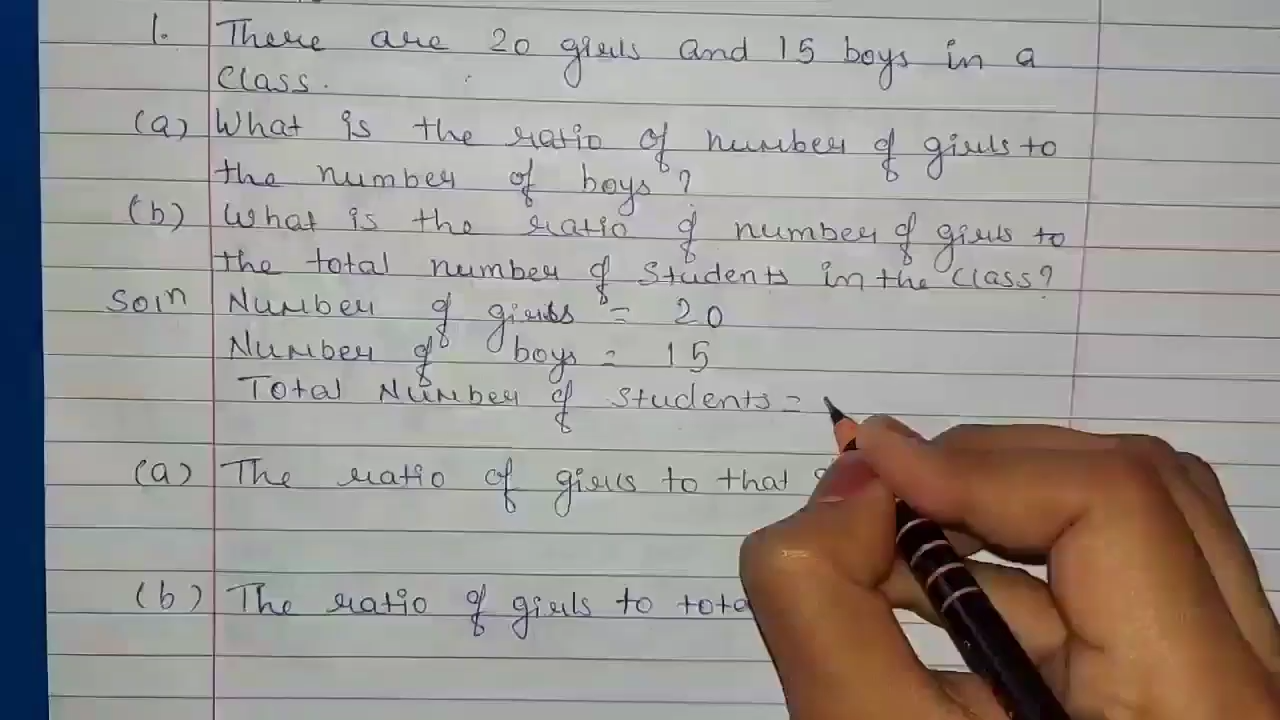 1. There are 20 girls and 15 boys in a
class.
(a) What is the ratio of number of girls to
the number of boys?
(b) What is the ratio of number of girls to
the total number of students in the class?
Soln Number of girls = 20
Number of boys = 15
Total Number of students =
(a) The ratio of girls to that
(b) The ratio of girls to